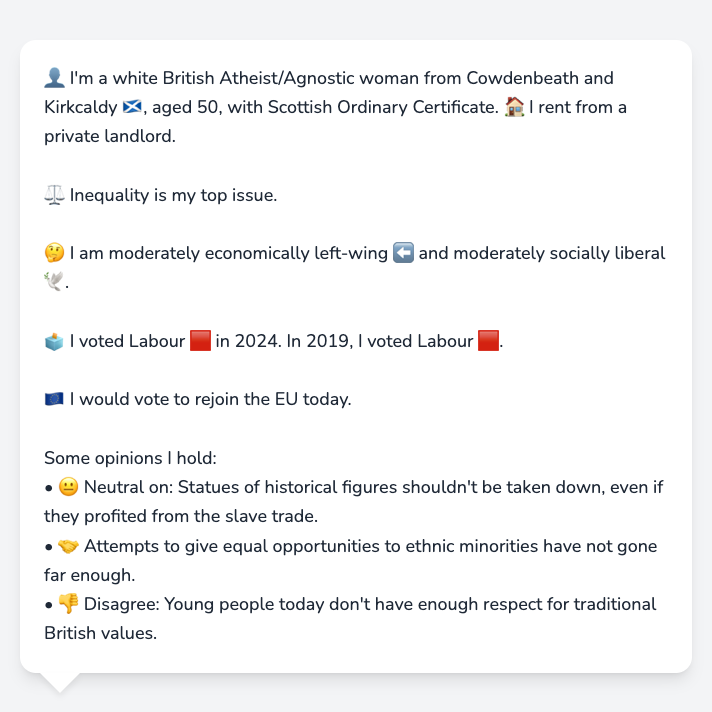 👤 I'm a white British Atheist/Agnostic woman from Cowdenbeath and
Kirkcaldy 🏴󠁧󠁢󠁳󠁣󠁴󠁿, aged 50, with Scottish Ordinary Certificate. 🏠 I rent from a
private landlord.
⚖️ Inequality is my top issue.
🤔 I am moderately economically left-wing ⬅️ and moderately socially liberal
🕊️.
🗳️ I voted Labour 🟥 in 2024. In 2019, I voted Labour 🟥.
🇪🇺 I would vote to rejoin the EU today.
Some opinions I hold:
• 😐 Neutral on: Statues of historical figures shouldn't be taken down, even if
they profited from the slave trade.
• 🤝 Attempts to give equal opportunities to ethnic minorities have not gone
far enough.
• 👎 Disagree: Young people today don't have enough respect for traditional
British values.